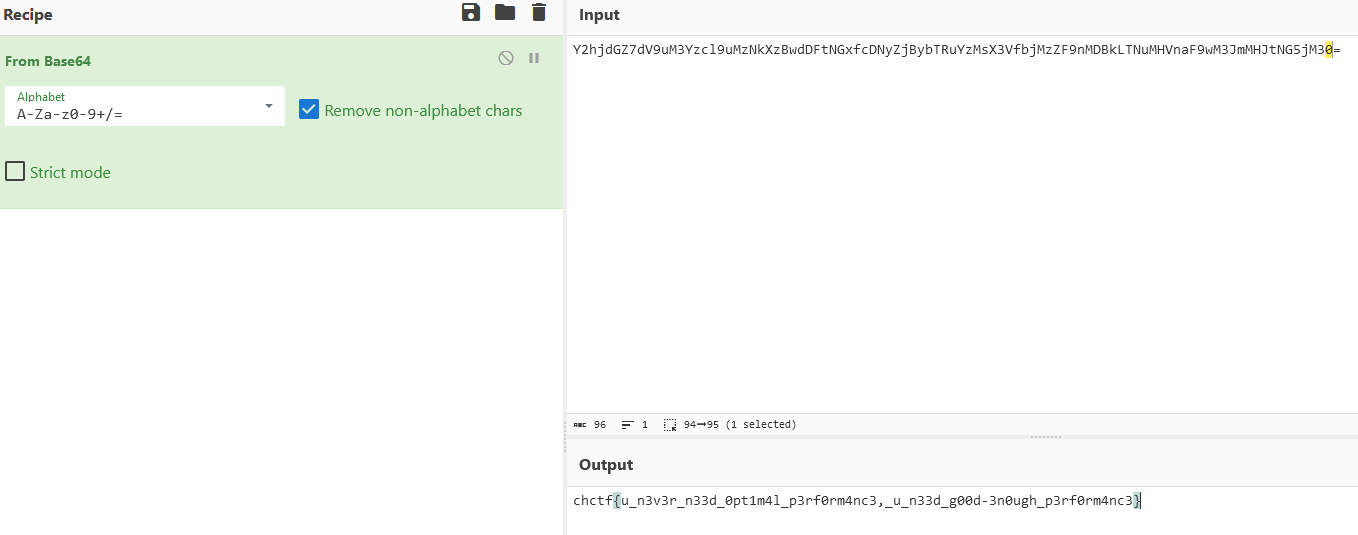 Recipe
Input
From Base64
Alphabet
A-Za-z0-9+/=
Remove non-alphabet chars
Strict mode
Y2hjdGZ7dV9uM3Yzcl9uMzNkXzBwdDFtNGxfcDNyZjBybTRuYzMsX3VfbjMzZF9nMDBkLTNuMHVnaF9wM3JmMHJtNG5jM30=
ABC 96 1 94→95 (1 selected)
Output
chctf{u_n3v3r_n33d_0pt1m4l_p3rf0rm4nc3,_u_n33d_g00d-3n0ugh_p3rf0rm4nc3}